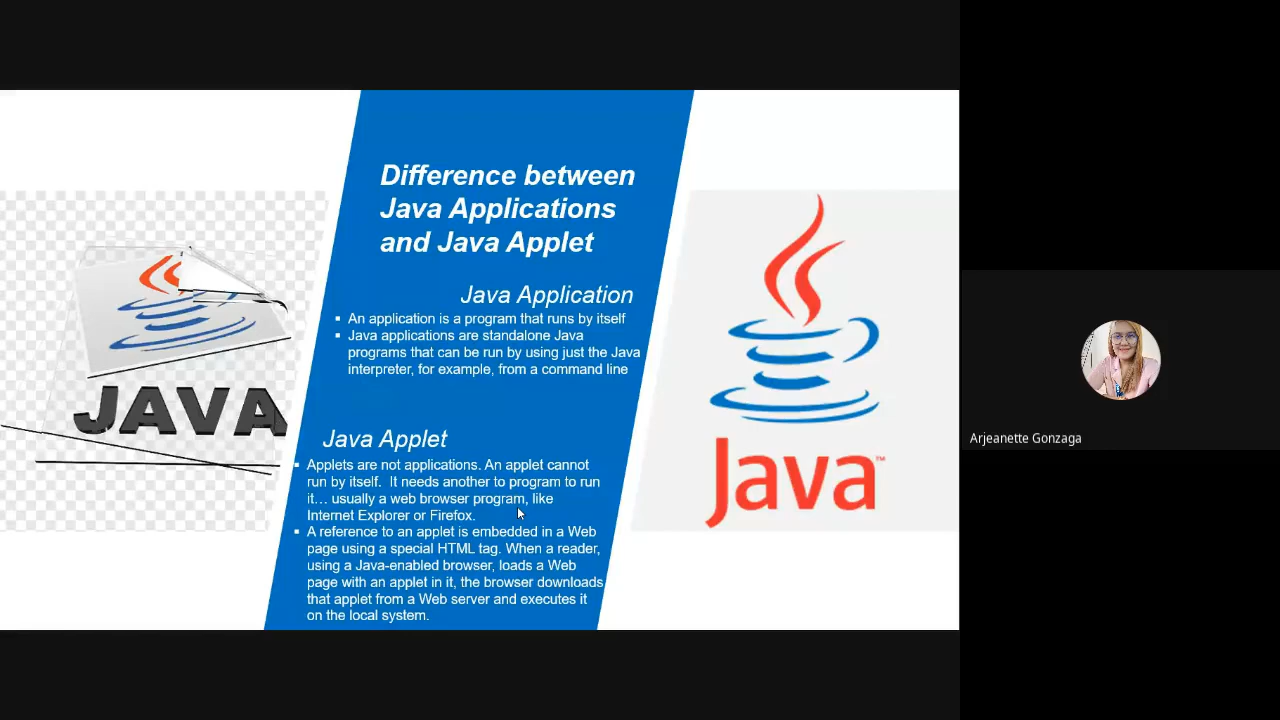 Difference between
Java Applications
and Java Applet
Java Application
▪ An application is a program that runs by itself
▪ Java applications are standalone Java
programs that can be run by using just the Java
interpreter, for example, from a command line
Java Applet
▪ Applets are not applications. An applet cannot
run by itself. It needs another to program to run
it… usually a web browser program, like
Internet Explorer or Firefox.
▪ A reference to an applet is embedded in a Web
page using a special HTML tag. When a reader,
using a Java-enabled browser, loads a Web
page with an applet in it, the browser downloads
that applet from a Web server and executes it
on the local system.
JAVA
Java™
Arjeanette Gonzaga